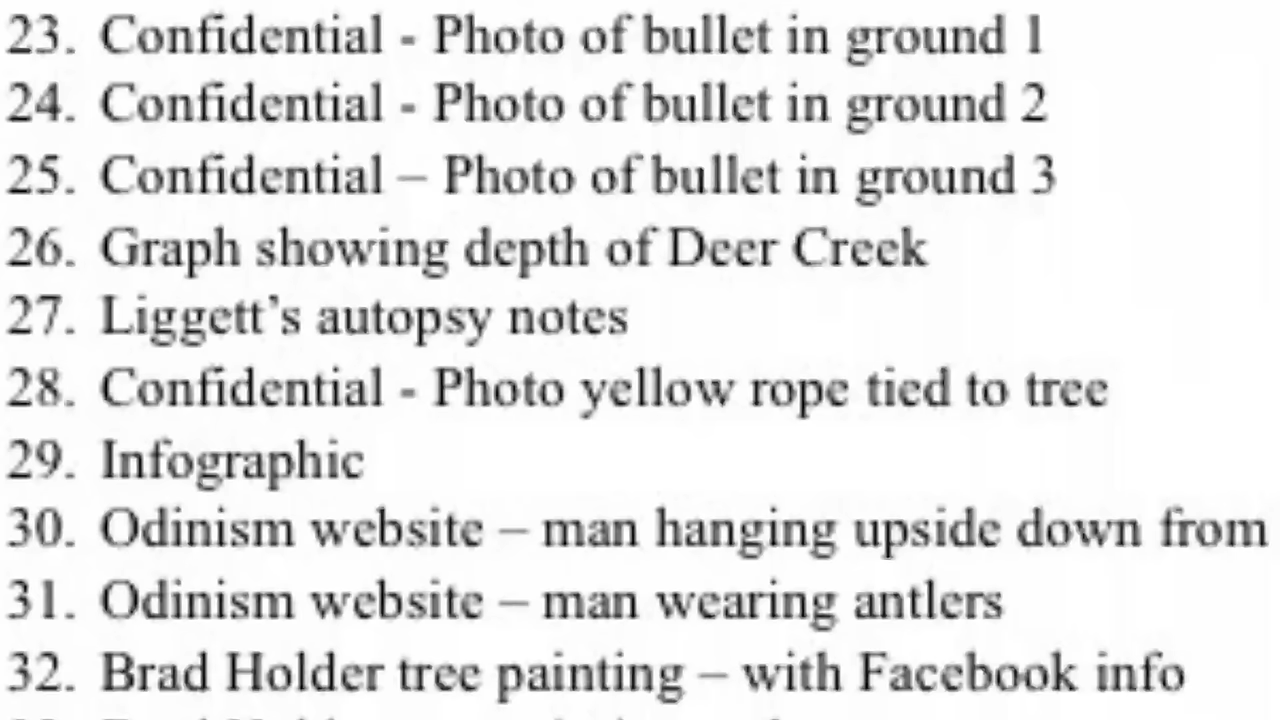 23. Confidential - Photo of bullet in ground 1
24. Confidential - Photo of bullet in ground 2
25. Confidential – Photo of bullet in ground 3
26. Graph showing depth of Deer Creek
27. Liggett’s autopsy notes
28. Confidential - Photo yellow rope tied to tree
29. Infographic
30. Odinism website – man hanging upside down from
31. Odinism website – man wearing antlers
32. Brad Holder tree painting – with Facebook info